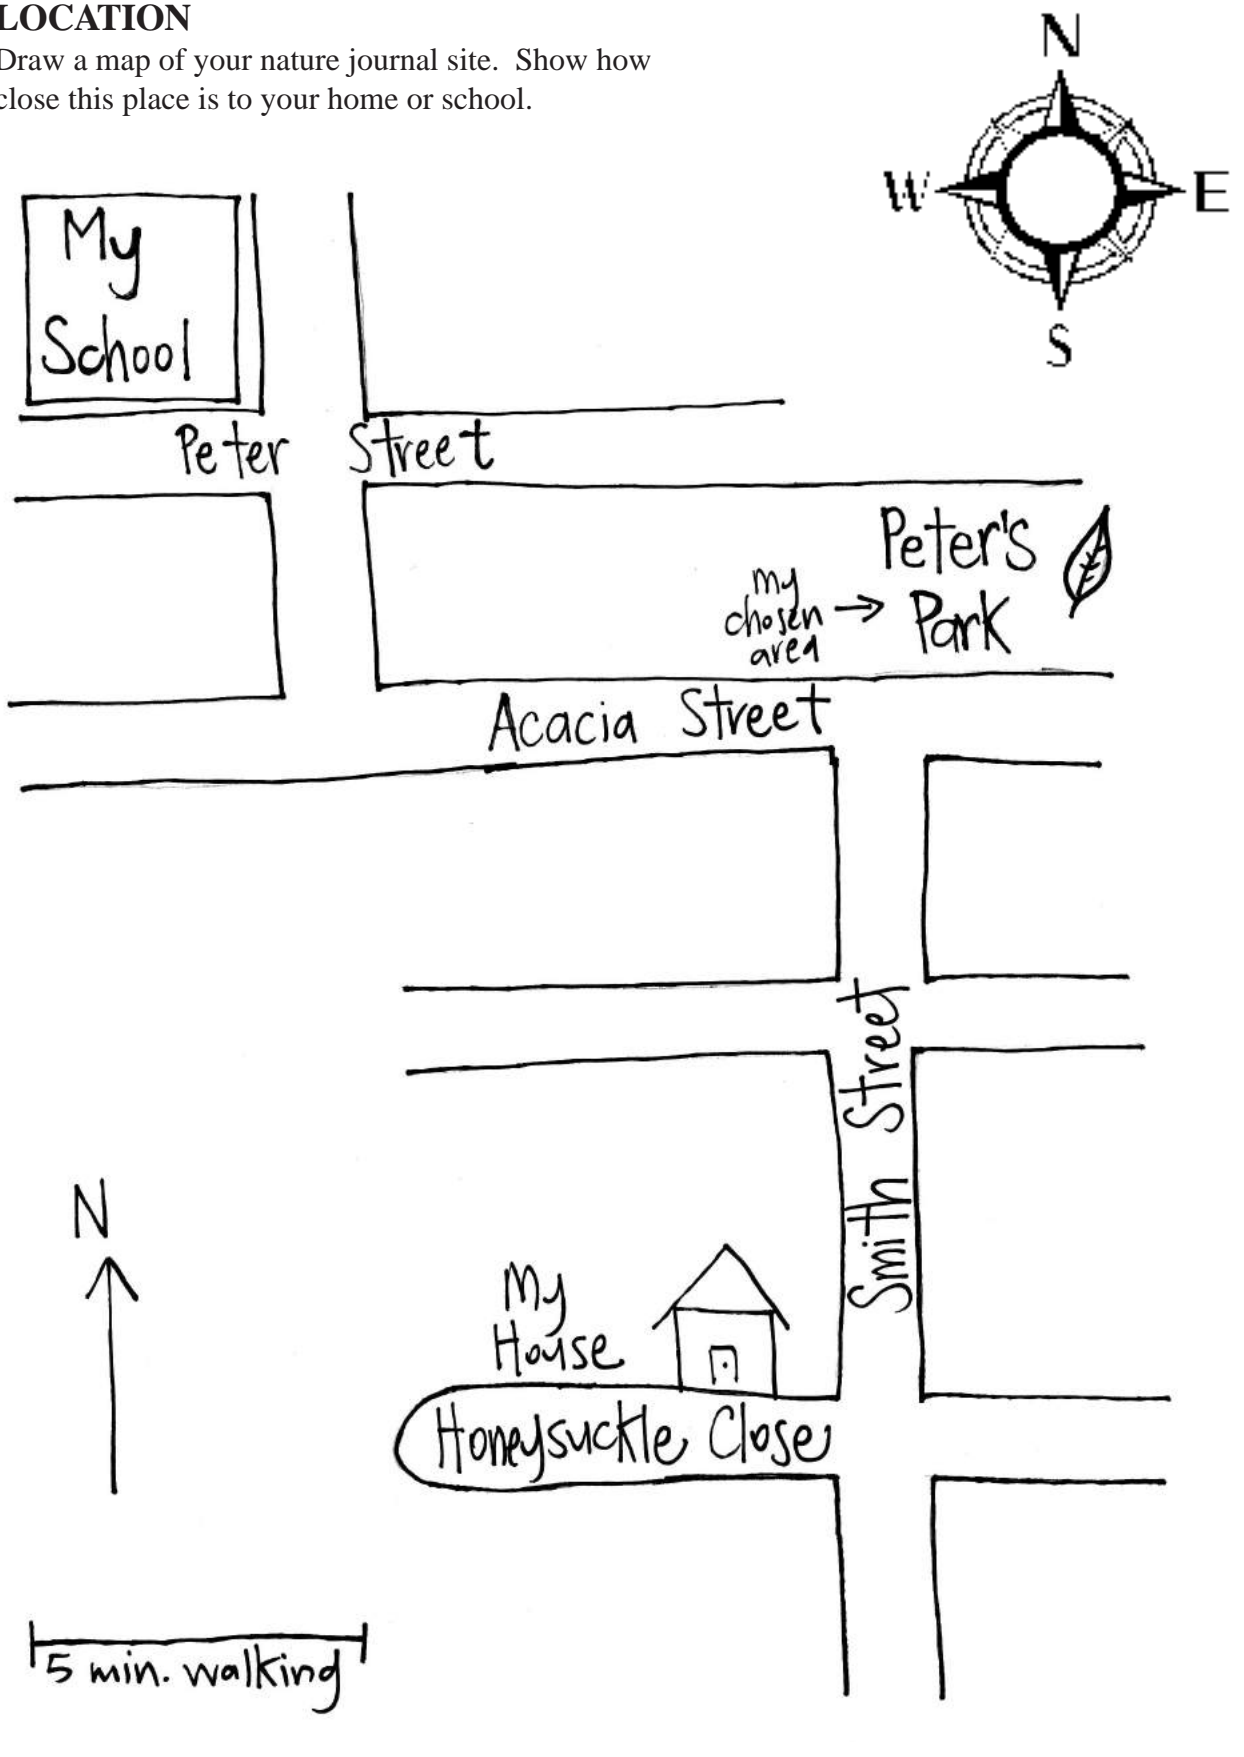 LOCATION
Draw a map of your nature journal site. Show how
close this place is to your home or school.
N
W
E
S
My
School
Peter Street
Peter's
Park
my
chosen →
area
Acacia Street
Smith Street
N
My
House
Honeysuckle Close
5 min. walking